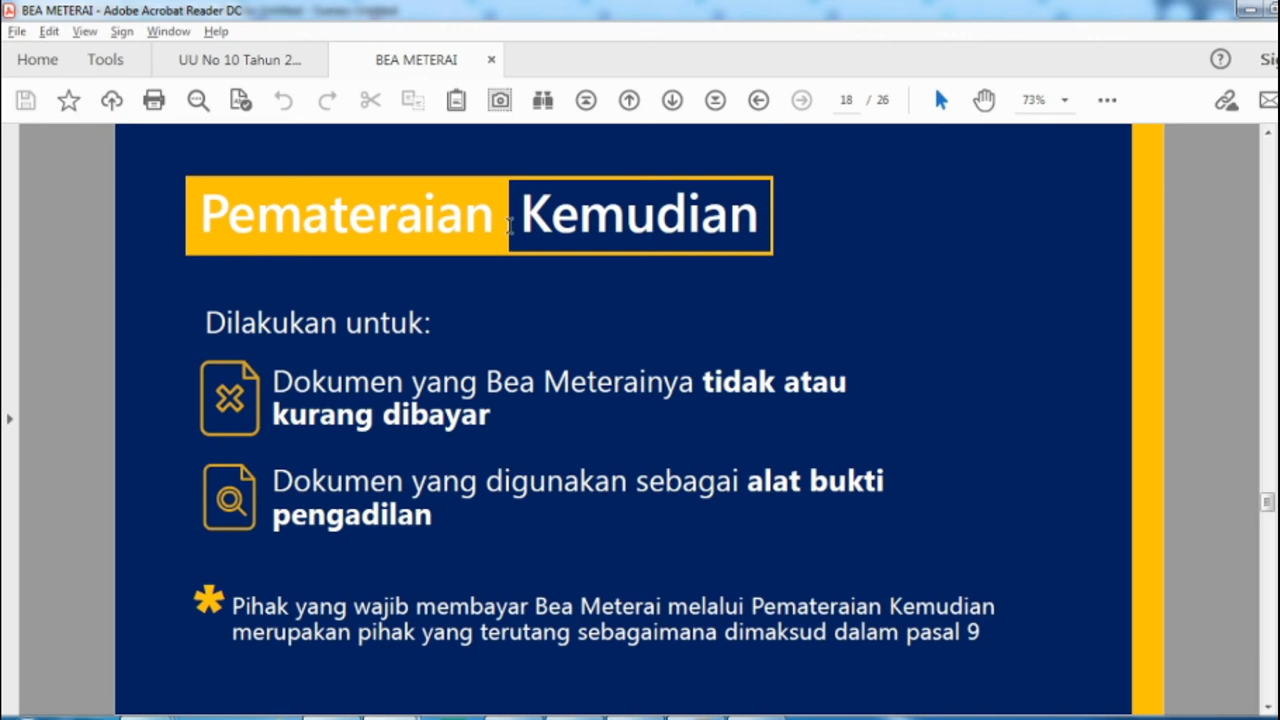 BEA METERAI - Adobe Acrobat Reader DC
File Edit View Sign Window Help
Home Tools UU No 10 Tahun 2... BEA METERAI ×
18 / 26 73%
Pemateraian Kemudian
Dilakukan untuk:
Dokumen yang Bea Meterainya tidak atau
kurang dibayar
Dokumen yang digunakan sebagai alat bukti
pengadilan
* Pihak yang wajib membayar Bea Meterai melalui Pemateraian Kemudian
merupakan pihak yang terutang sebagaimana dimaksud dalam pasal 9